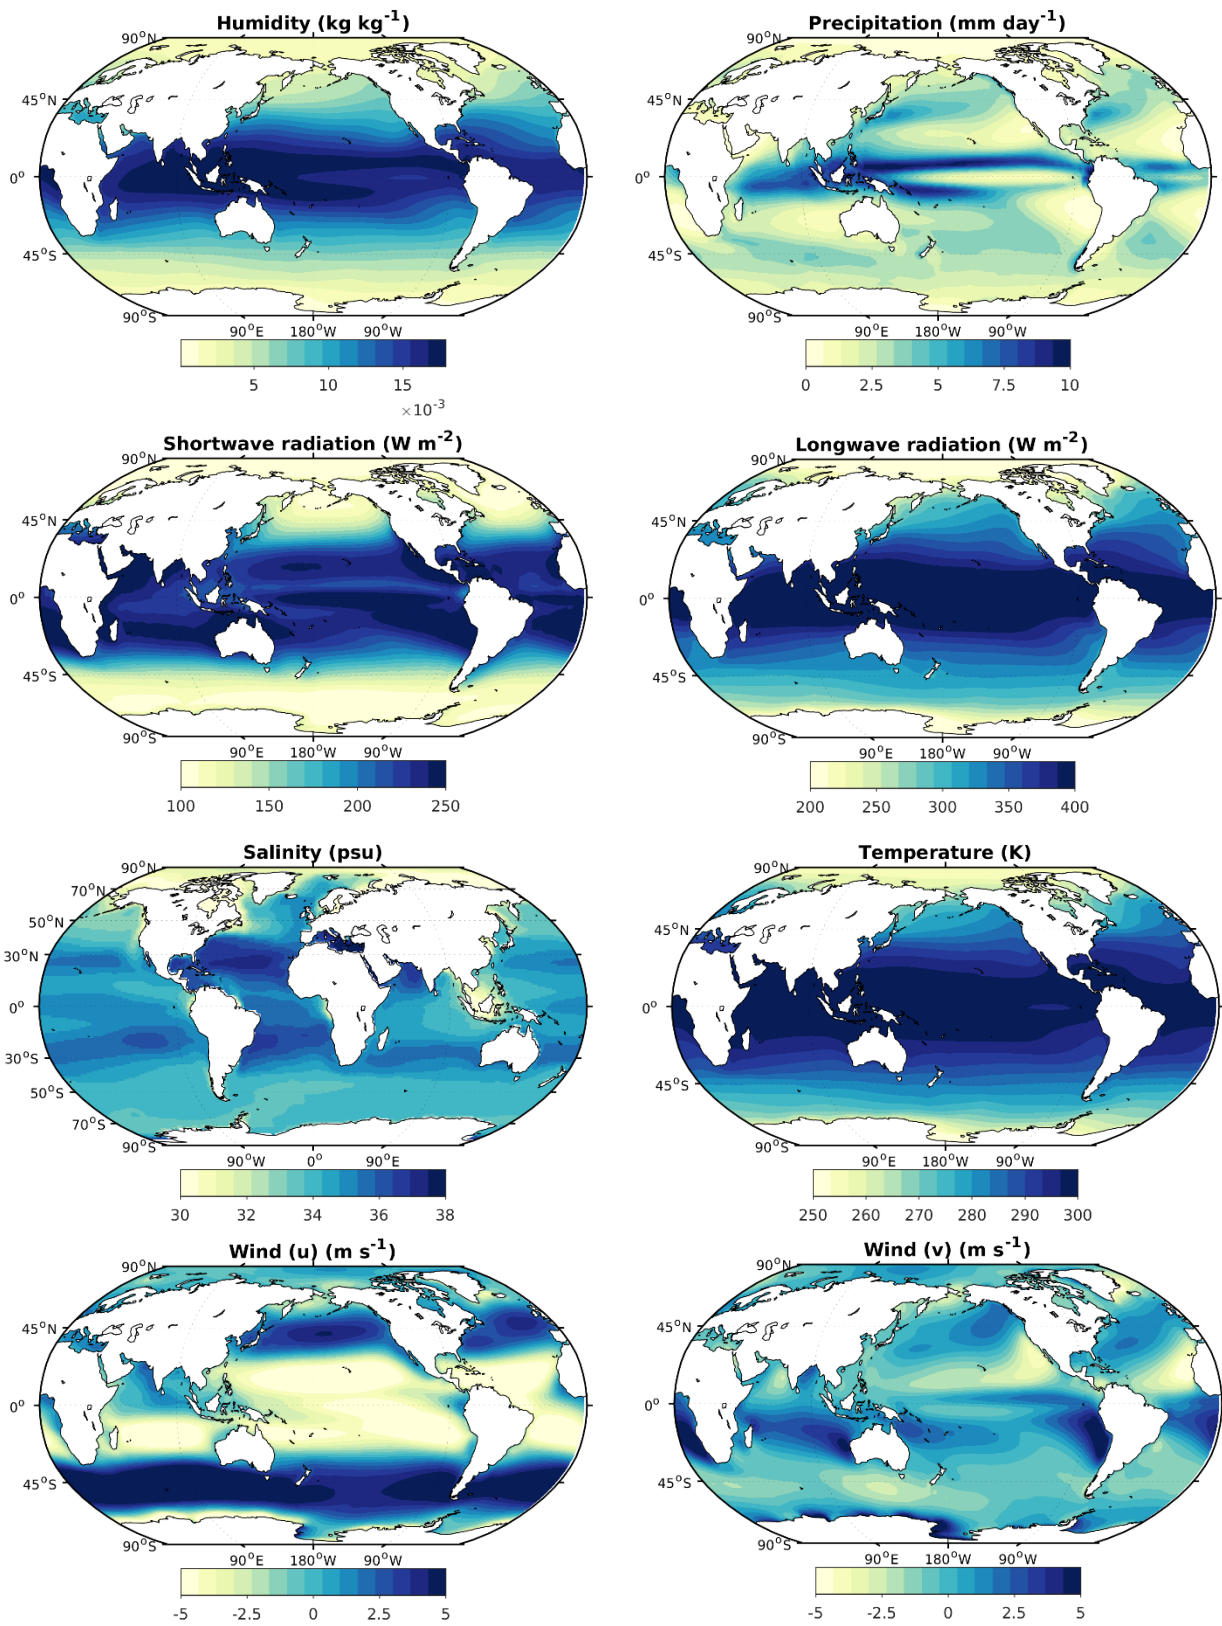 Humidity (kg kg⁻¹)
90°N
45°N
0°
45°S
90°S
90°E 180°W 90°W
5 10 15
×10⁻³
Precipitation (mm day⁻¹)
90°N
45°N
0°
45°S
90°S
90°E 180°W 90°W
0 2.5 5 7.5 10
Shortwave radiation (W m⁻²)
90°N
45°N
0°
45°S
90°S
90°E 180°W 90°W
100 150 200 250
Longwave radiation (W m⁻²)
90°N
45°N
0°
45°S
90°S
90°E 180°W 90°W
200 250 300 350 400
Salinity (psu)
90°N
70°N
50°N
30°N
0°
30°S
50°S
70°S
90°S
90°W 0° 90°E
30 32 34 36 38
Temperature (K)
90°N
45°N
0°
45°S
90°S
90°E 180°W 90°W
250 260 270 280 290 300
Wind (u) (m s⁻¹)
90°N
45°N
0°
45°S
90°S
90°E 180°W 90°W
-5 -2.5 0 2.5 5
Wind (v) (m s⁻¹)
90°N
45°N
0°
45°S
90°S
90°E 180°W 90°W
-5 -2.5 0 2.5 5